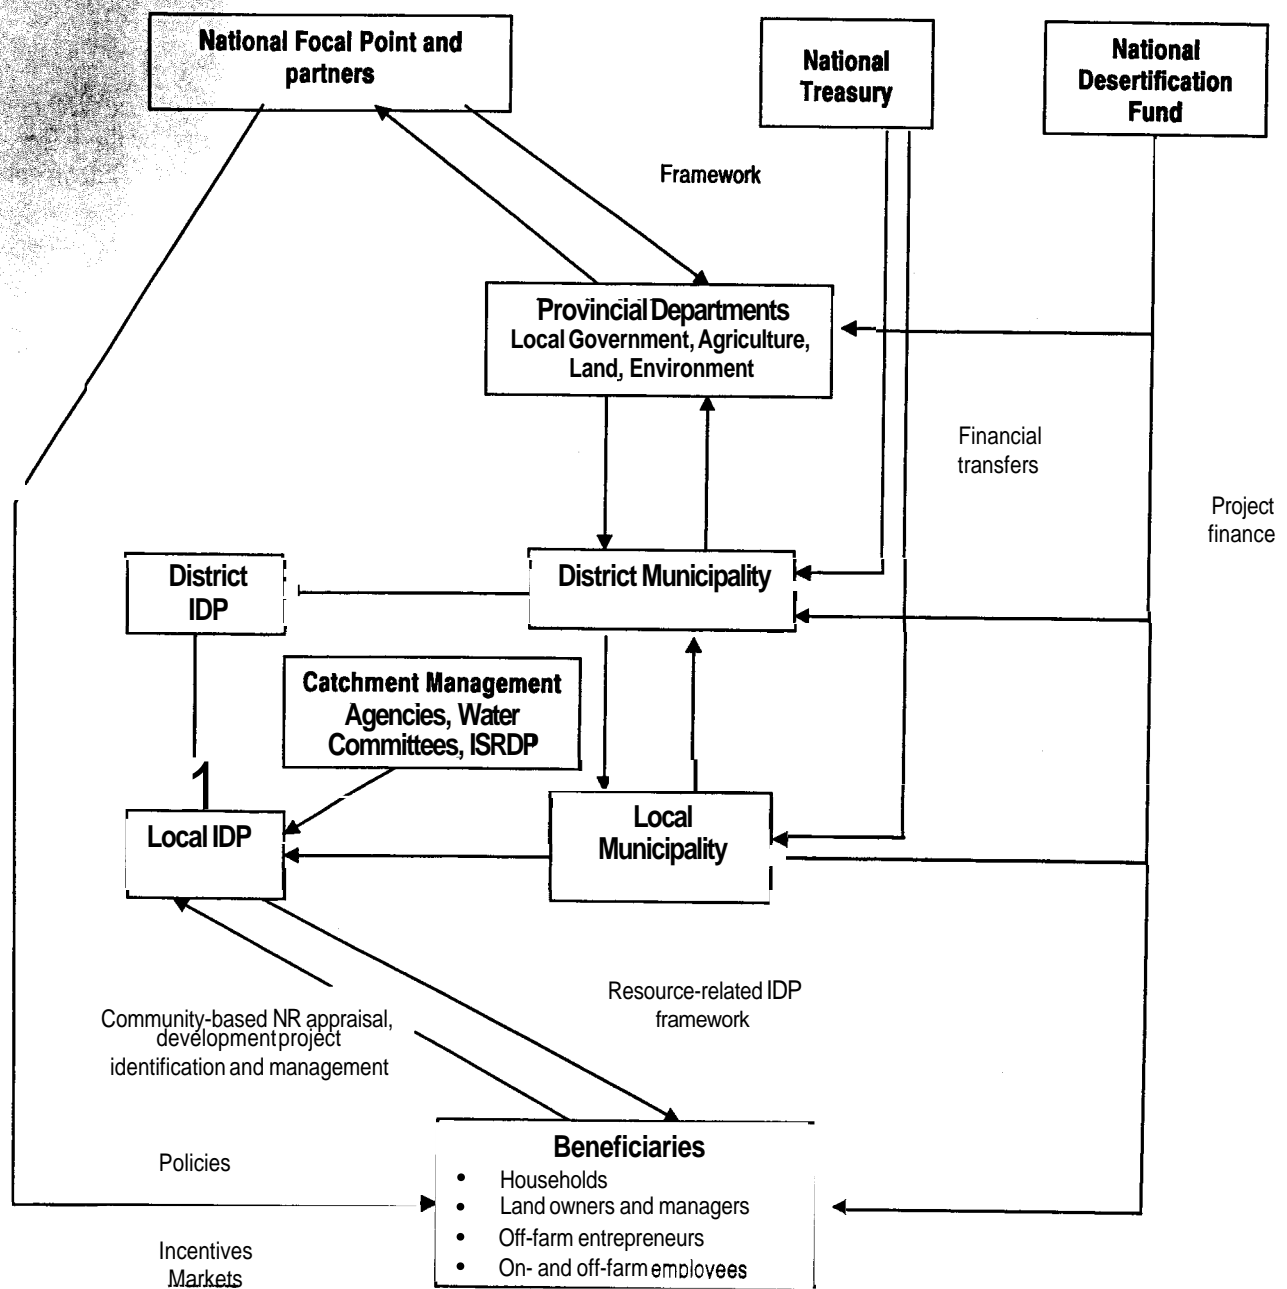 National Focal Point and
partners
National
Treasury
National
Desertification
Fund
Framework
Provincial Departments
Local Government, Agriculture,
Land, Environment
Financial
transfers
Project
finance
District
IDP
District Municipality
Catchment Management
Agencies, Water
Committees, ISRDP
1
Local IDP
Local
Municipality
Resource-related IDP
framework
Community-based NR appraisal,
development project
identification and management
Beneficiaries
• Households
• Land owners and managers
• Off-farm entrepreneurs
• On- and off-farm employees
Policies
Incentives
Markets